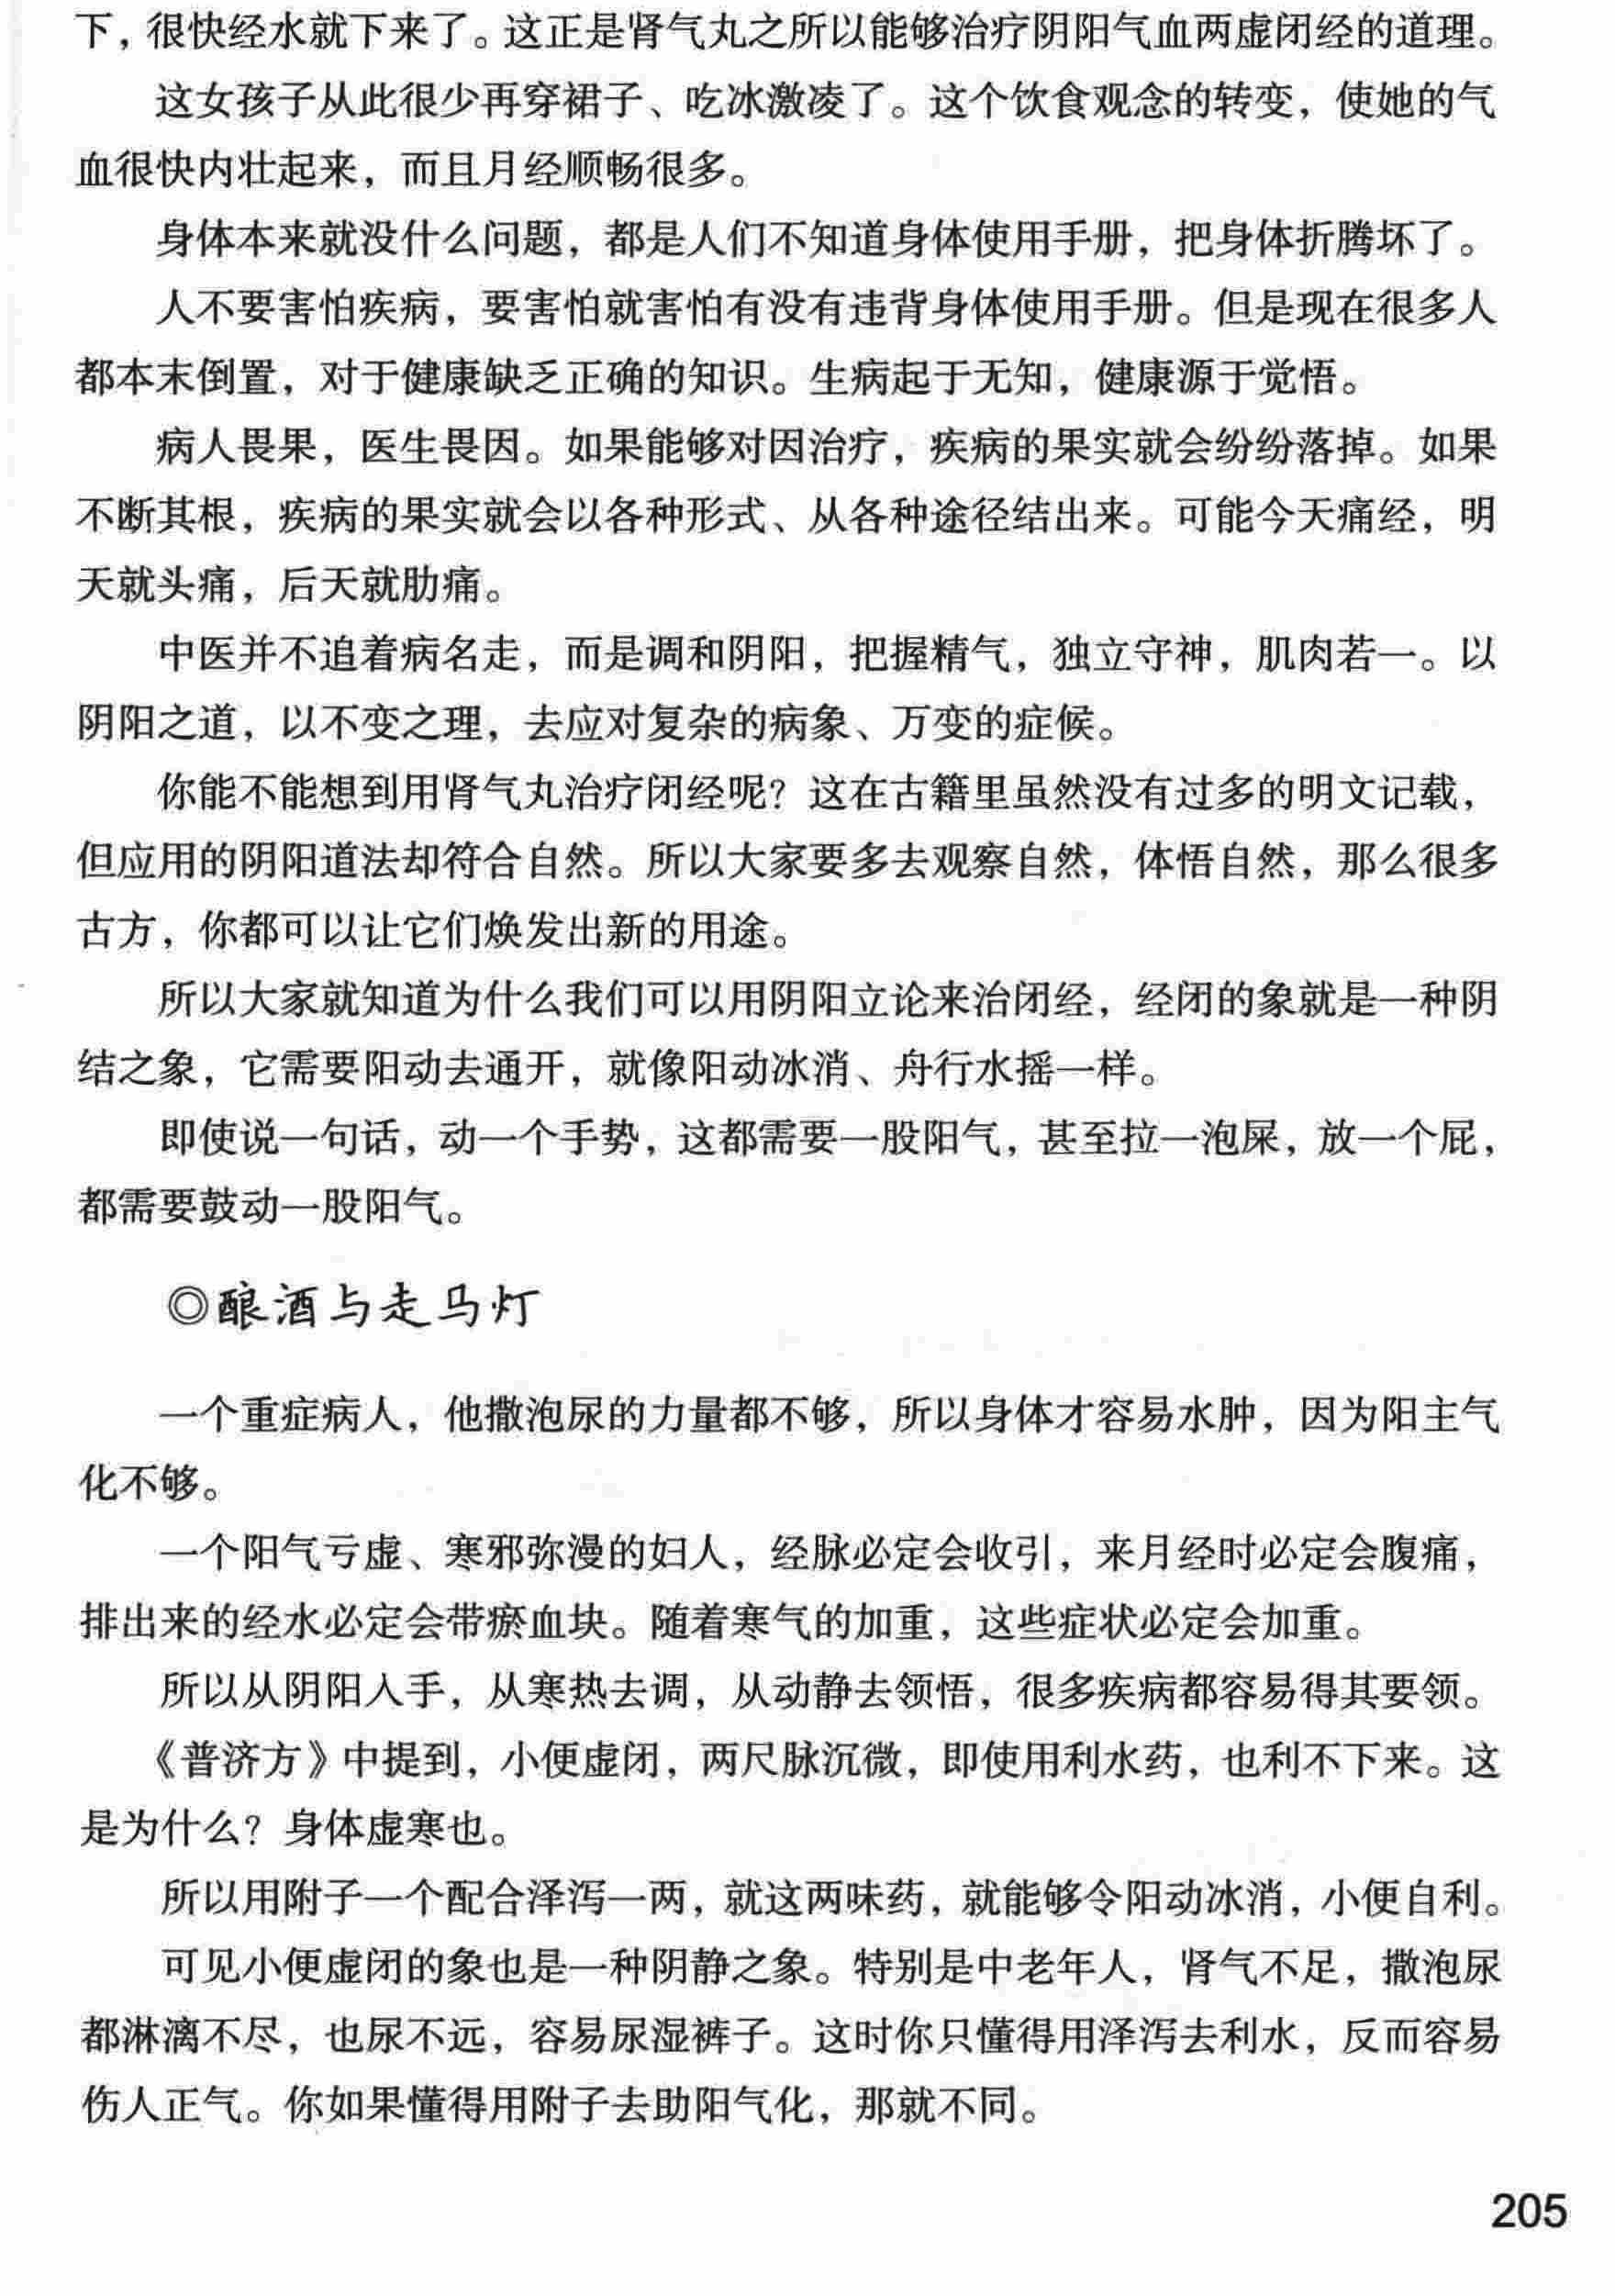 下，很快经水就下来了。这正是肾气丸之所以能够治疗阴阳气血两虚闭经的道理。
这女孩子从此很少再穿裙子、吃冰激凌了。这个饮食观念的转变，使她的气
血很快内壮起来，而且月经顺畅很多。
身体本来就没什么问题，都是人们不知道身体使用手册，把身体折腾坏了。
人不要害怕疾病，要害怕就害怕有没有违背身体使用手册。但是现在很多人
都本末倒置，对于健康缺乏正确的知识。生病起于无知，健康源于觉悟。
病人畏果，医生畏因。如果能够对因治疗，疾病的果实就会纷纷落掉。如果
不断其根，疾病的果实就会以各种形式、从各种途径结出来。可能今天痛经，明
天就头痛，后天就肋痛。
中医并不追着病名走，而是调和阴阳，把握精气，独立守神，肌肉若一。以
阴阳之道，以不变之理，去应对复杂的病象、万变的症候。
你能不能想到用肾气丸治疗闭经呢？这在古籍里虽然没有过多的明文记载，
但应用的阴阳道法却符合自然。所以大家要多去观察自然，体悟自然，那么很多
古方，你都可以让它们焕发出新的用途。
所以大家就知道为什么我们可以用阴阳立论来治闭经，经闭的象就是一种阴
结之象，它需要阳动去通开，就像阳动冰消、舟行水摇一样。
即使说一句话，动一个手势，这都需要一股阳气，甚至拉一泡屎，放一个屁，
都需要鼓动一股阳气。
◎酿酒与走马灯
一个重症病人，他撒泡尿的力量都不够，所以身体才容易水肿，因为阳主气
化不够。
一个阳气亏虚、寒邪弥漫的妇人，经脉必定会收引，来月经时必定会腹痛，
排出来的经水必定会带瘀血块。随着寒气的加重，这些症状必定会加重。
所以从阴阳入手，从寒热去调，从动静去领悟，很多疾病都容易得其要领。
《普济方》中提到，小便虚闭，两尺脉沉微，即使用利水药，也利不下来。这
是为什么？身体虚寒也。
所以用附子一个配合泽泻一两，就这两味药，就能够令阳动冰消，小便自利。
可见小便虚闭的象也是一种阴静之象。特别是中老年人，肾气不足，撒泡尿
都淋漓不尽，也尿不远，容易尿湿裤子。这时你只懂得用泽泻去利水，反而容易
伤人正气。你如果懂得用附子去助阳气化，那就不同。
205